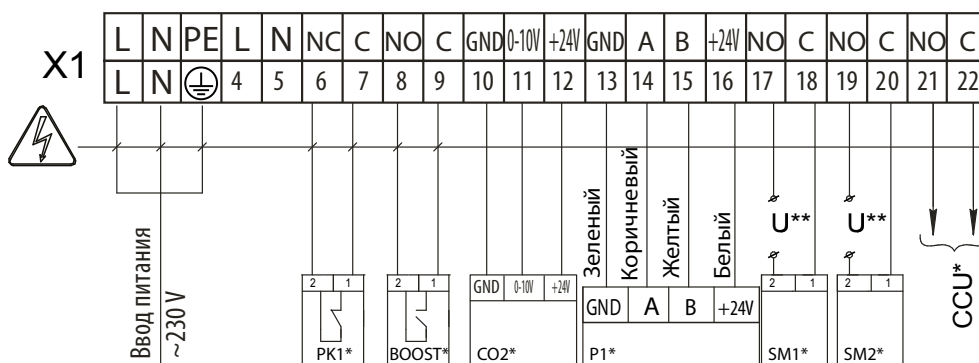 L N PE L N NC C NO C GND 0-10V +24V GND A B +24V NO C NO C NO C
X1
L N 4 5 6 7 8 9 10 11 12 13 14 15 16 17 18 19 20 21 22
Ввод питания
~230 V
Зеленый
Коричневый
Желтый
Белый
U**
U**
CCU*
2 1
PK1*
2 1
BOOST*
GND 0-10V +24V
CO2*
GND A B +24V
P1*
2 1
SM1*
2 1
SM2*